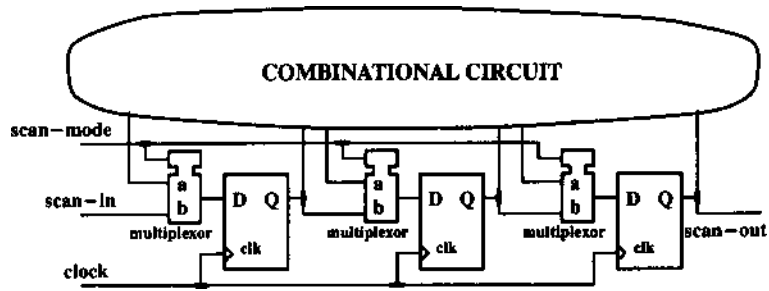 COMBINATIONAL CIRCUIT
scan-mode
scan-in
a
b
multiplexor
D Q
clk
a
b
multiplexor
D Q
clk
a
b
multiplexor
D Q
clk
scan-out
clock